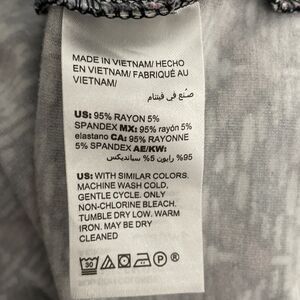 MADE IN VIETNAM/ HECHO
EN VIETNAM/ FABRIQUÉ AU
VIETNAM/
صنع في فيتنام
US: 95% RAYON 5%
SPANDEX MX: 95% rayón 5%
elastano CA: 95% RAYONNE
5% SPANDEX AE/KW:
95% رايون 5% سباندیکس
US: WITH SIMILAR COLORS.
MACHINE WASH COLD,
GENTLE CYCLE. ONLY
NON-CHLORINE BLEACH.
TUMBLE DRY LOW. WARM
IRON. MAY BE DRY
CLEANED
30 P ®